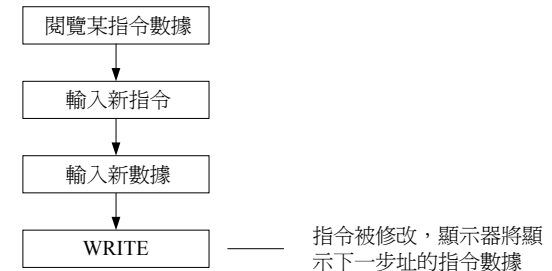 閱覽某指令數據
輸入新指令
輸入新數據
WRITE
指令被修改，顯示器將顯
示下一步址的指令數據